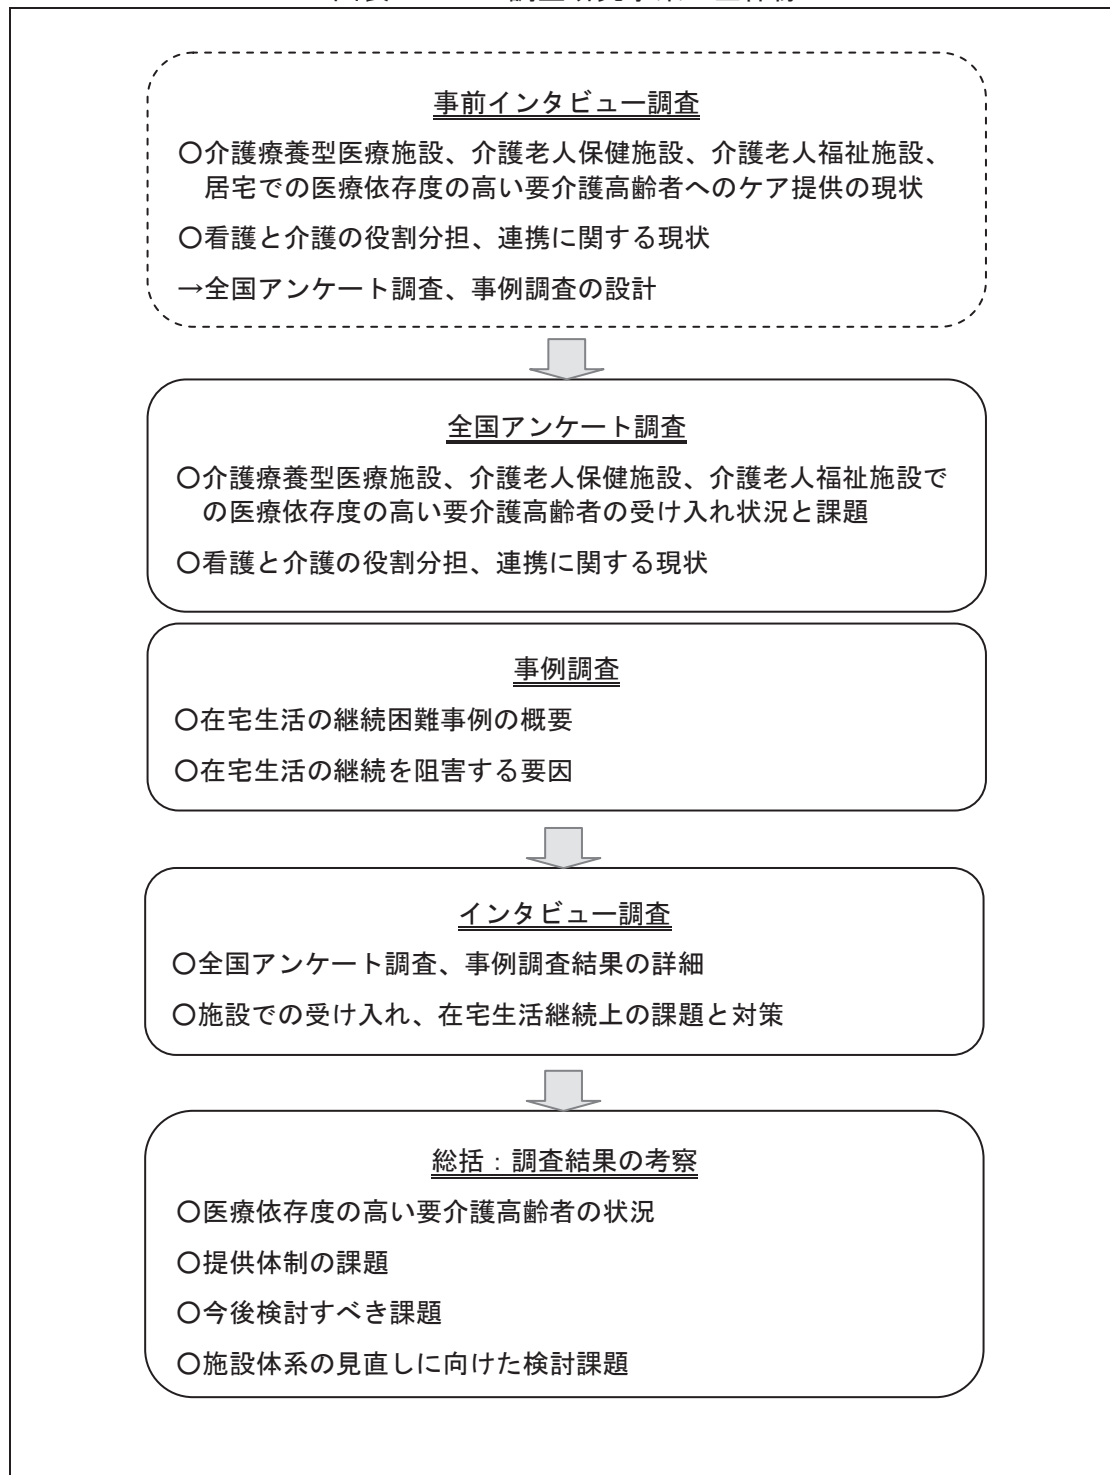 事前インタビュー調査
○介護療養型医療施設、介護老人保健施設、介護老人福祉施設、
居宅での医療依存度の高い要介護高齢者へのケア提供の現状
○看護と介護の役割分担、連携に関する現状
→全国アンケート調査、事例調査の設計
全国アンケート調査
○介護療養型医療施設、介護老人保健施設、介護老人福祉施設で
の医療依存度の高い要介護高齢者の受け入れ状況と課題
○看護と介護の役割分担、連携に関する現状
事例調査
○在宅生活の継続困難事例の概要
○在宅生活の継続を阻害する要因
インタビュー調査
○全国アンケート調査、事例調査結果の詳細
○施設での受け入れ、在宅生活継続上の課題と対策
総括：調査結果の考察
○医療依存度の高い要介護高齢者の状況
○提供体制の課題
○今後検討すべき課題
○施設体系の見直しに向けた検討課題